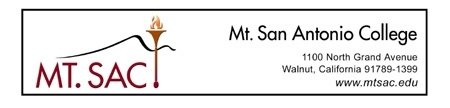 MT. SAC
Mt. San Antonio College
1100 North Grand Avenue
Walnut, California 91789-1399
www.mtsac.edu